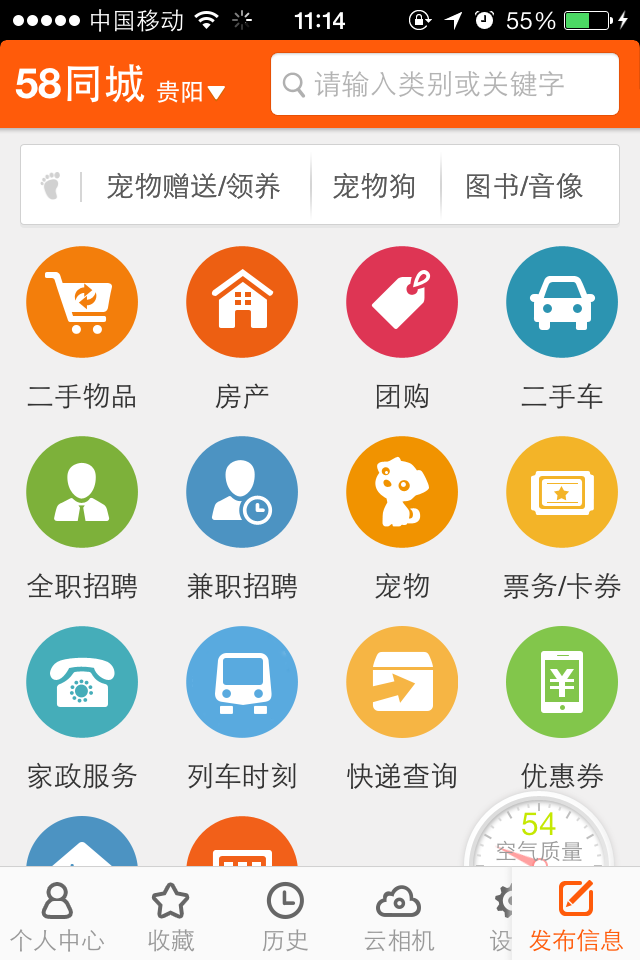 中国移动 11:14 55%
58同城 贵阳 请输入类别或关键字
宠物赠送/领养 宠物狗 图书/音像
二手物品 房产 团购 二手车
全职招聘 兼职招聘 宠物 票务/卡券
¥
家政服务 列车时刻 快递查询 优惠券
54
空气质量
个人中心 收藏 历史 云相机 设 发布信息